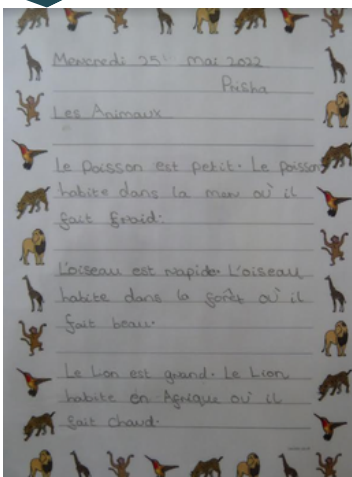 Mercredi 25 Mai 2022
Prisha
Les Animaux
Le poisson est petit. Le poisson
habite dans la mer où il
fait froid.
L'oiseau est rapide. L'oiseau
habite dans la forêt où il
fait beau.
Le Lion est grand. Le Lion
habite en Afrique où il
fait chaud.